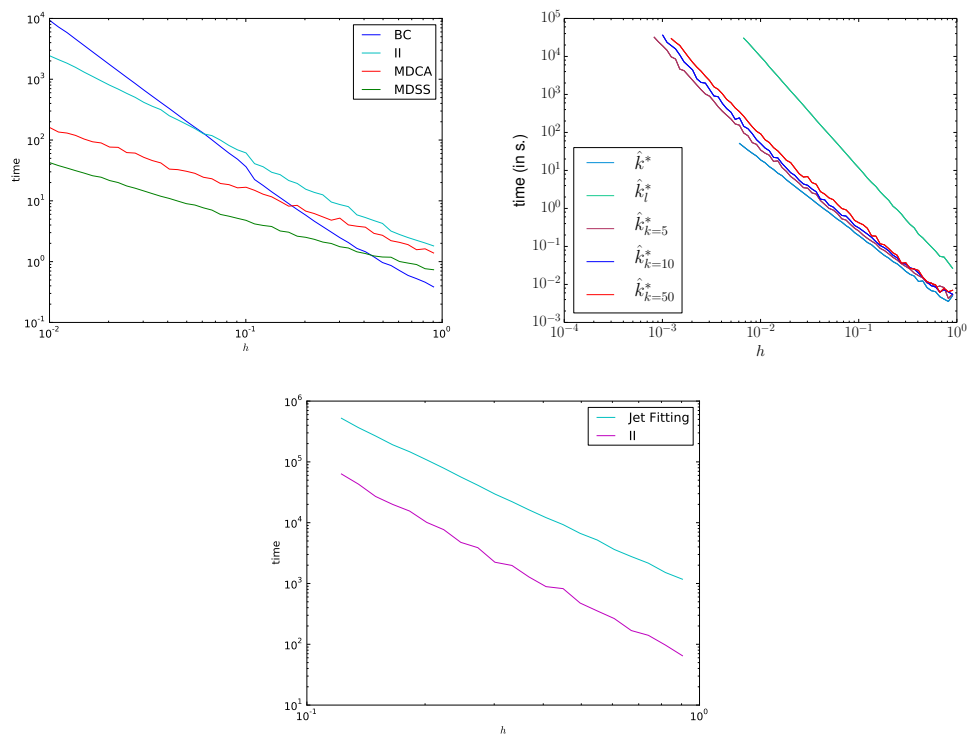 10^4
10^3
10^2
10^1
10^0
10^-1
time
10^-2
10^-1
10^0
h
BC
II
MDCA
MDSS
10^5
10^4
10^3
10^2
10^1
10^0
10^-1
10^-2
10^-3
time (in s.)
10^-4
10^-3
10^-2
10^-1
10^0
h
k̂^*
k̂_l^*
k̂_{k=5}^*
k̂_{k=10}^*
k̂_{k=50}^*
10^6
10^5
10^4
10^3
10^2
10^1
time
10^-1
10^0
h
Jet Fitting
II